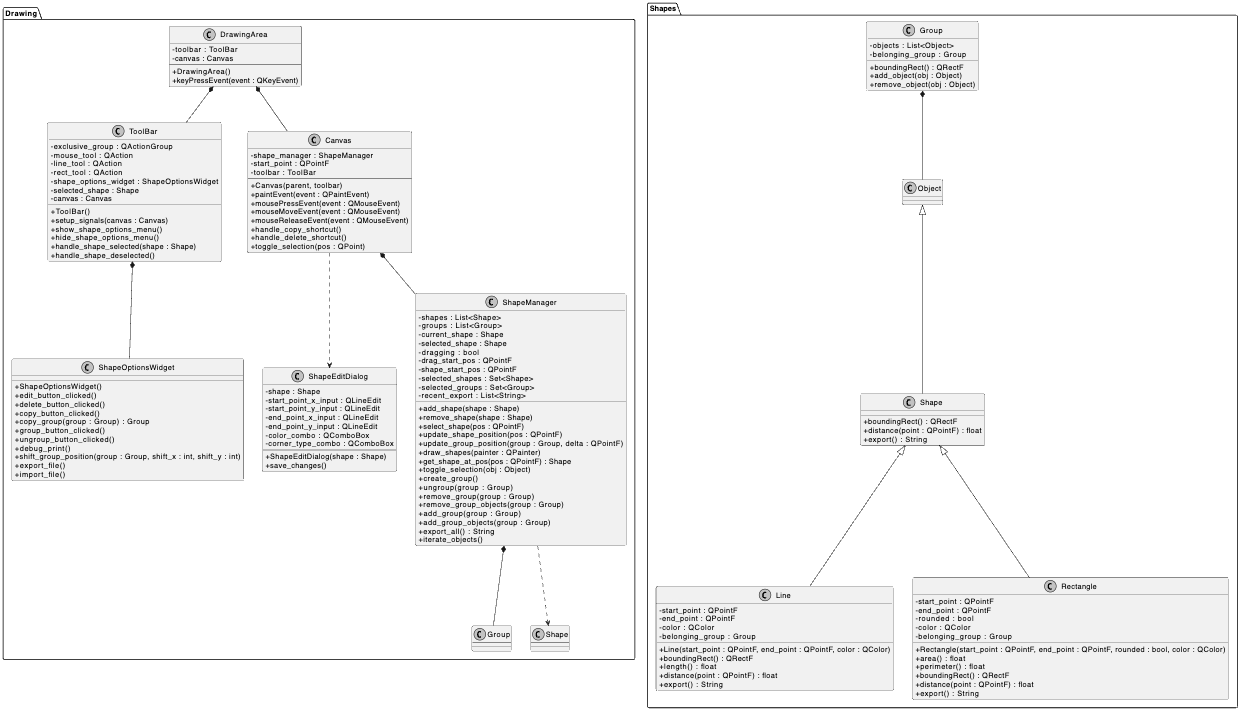 Drawing
C DrawingArea
-toolbar : ToolBar
-canvas : Canvas
+DrawingArea()
+keyPressEvent(event : QKeyEvent)
C ToolBar
-exclusive_group : QActionGroup
-mouse_tool : QAction
-line_tool : QAction
-rect_tool : QAction
-shape_options_widget : ShapeOptionsWidget
-selected_shape : Shape
-canvas : Canvas
+ToolBar()
+setup_signals(canvas : Canvas)
+show_shape_options_menu()
+hide_shape_options_menu()
+handle_shape_selected(shape : Shape)
+handle_shape_deselected()
C Canvas
-shape_manager : ShapeManager
-start_point : QPointF
-toolbar : ToolBar
+Canvas(parent, toolbar)
+paintEvent(event : QPaintEvent)
+mousePressEvent(event : QMouseEvent)
+mouseMoveEvent(event : QMouseEvent)
+mouseReleaseEvent(event : QMouseEvent)
+handle_copy_shortcut()
+handle_delete_shortcut()
+toggle_selection(pos : QPoint)
C ShapeOptionsWidget
+ShapeOptionsWidget()
+edit_button_clicked()
+delete_button_clicked()
+copy_button_clicked()
+copy_group(group : Group) : Group
+group_button_clicked()
+ungroup_button_clicked()
+debug_print()
+shift_group_position(group : Group, shift_x : int, shift_y : int)
+export_file()
+import_file()
C ShapeEditDialog
-shape : Shape
-start_point_x_input : QLineEdit
-start_point_y_input : QLineEdit
-end_point_x_input : QLineEdit
-end_point_y_input : QLineEdit
-color_combo : QComboBox
-corner_type_combo : QComboBox
+ShapeEditDialog(shape : Shape)
+save_changes()
C ShapeManager
-shapes : List<Shape>
-groups : List<Group>
-current_shape : Shape
-selected_shape : Shape
-dragging : bool
-drag_start_pos : QPointF
-shape_start_pos : QPointF
-selected_shapes : Set<Shape>
-selected_groups : Set<Group>
-recent_export : List<String>
+add_shape(shape : Shape)
+remove_shape(shape : Shape)
+select_shape(pos : QPointF)
+update_shape_position(pos : QPointF)
+update_group_position(group : Group, delta : QPointF)
+draw_shapes(painter : QPainter)
+get_shape_at_pos(pos : QPointF) : Shape
+toggle_selection(obj : Object)
+create_group()
+ungroup(group : Group)
+remove_group(group : Group)
+remove_group_objects(group : Group)
+add_group(group : Group)
+add_group_objects(group : Group)
+export_all() : String
+iterate_objects()
C Group
C Shape
Shapes
C Group
-objects : List<Object>
-belonging_group : Group
+boundingRect() : QRectF
+add_object(obj : Object)
+remove_object(obj : Object)
C Object
C Shape
+boundingRect() : QRectF
+distance(point : QPointF) : float
+export() : String
C Line
-start_point : QPointF
-end_point : QPointF
-color : QColor
-belonging_group : Group
+Line(start_point : QPointF, end_point : QPointF, color : QColor)
+boundingRect() : QRectF
+length() : float
+distance(point : QPointF) : float
+export() : String
C Rectangle
-start_point : QPointF
-end_point : QPointF
-rounded : bool
-color : QColor
-belonging_group : Group
+Rectangle(start_point : QPointF, end_point : QPointF, rounded : bool, color : QColor)
+area() : float
+perimeter() : float
+boundingRect() : QRectF
+distance(point : QPointF) : float
+export() : String